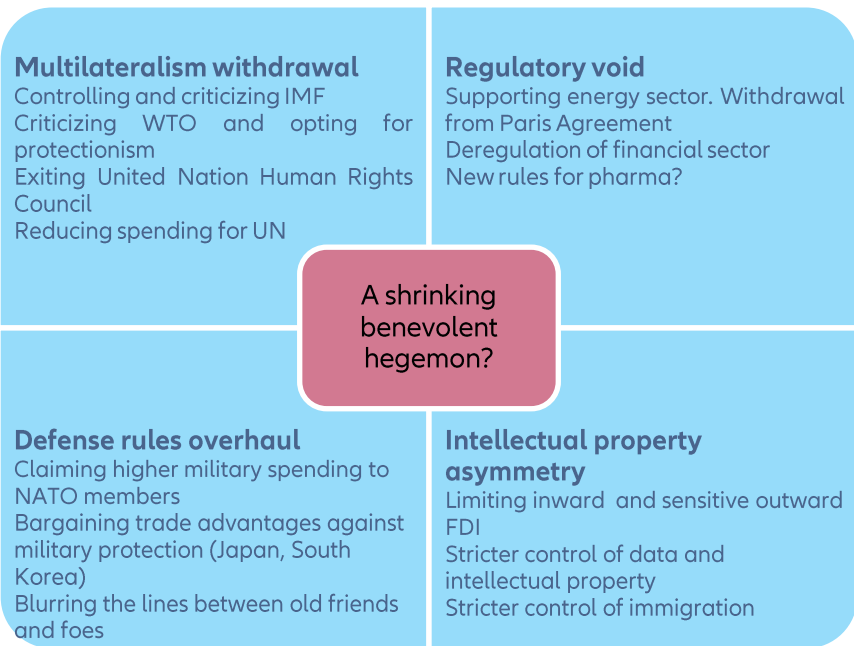 Multilateralism withdrawal
Controlling and criticizing IMF
Criticizing WTO and opting for
protectionism
Exiting United Nation Human Rights
Council
Reducing spending for UN
Regulatory void
Supporting energy sector. Withdrawal
from Paris Agreement
Deregulation of financial sector
New rules for pharma?
A shrinking
benevolent
hegemon?
Defense rules overhaul
Claiming higher military spending to
NATO members
Bargaining trade advantages against
military protection (Japan, South
Korea)
Blurring the lines between old friends
and foes
Intellectual property
asymmetry
Limiting inward and sensitive outward
FDI
Stricter control of data and
intellectual property
Stricter control of immigration